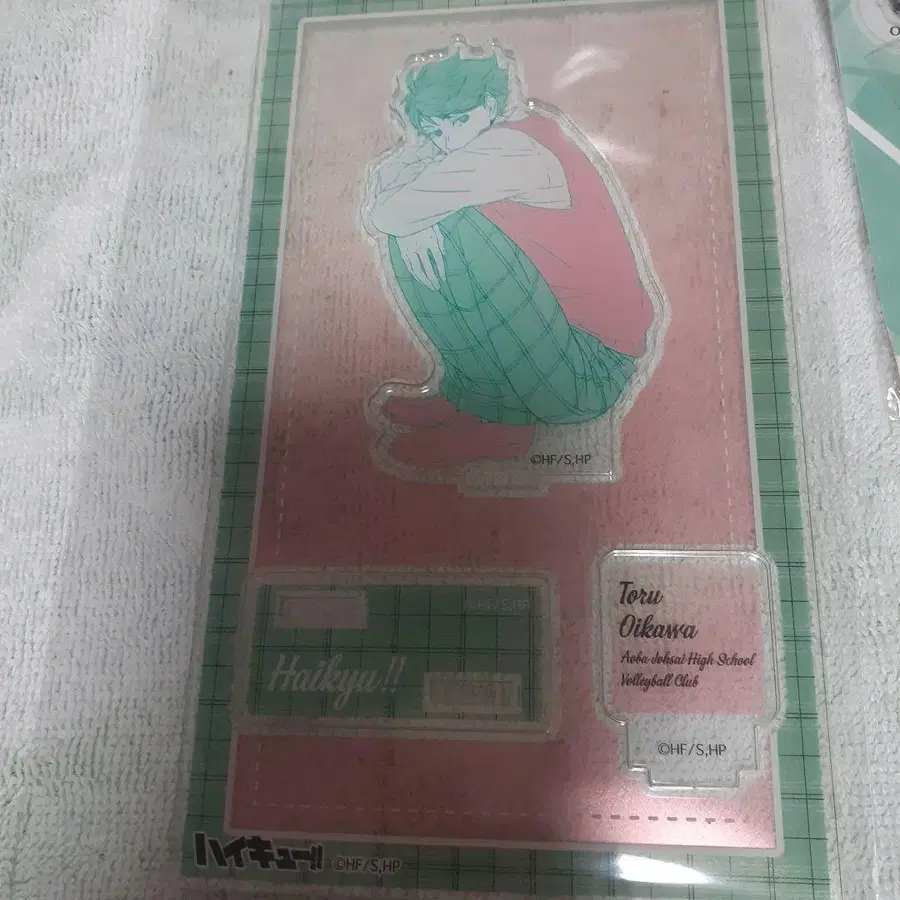 ©HF/S,HP
©HF/S,HP
Haikyu!!
Toru
Oikawa
Aoba Johsai High School
Volleyball Club
©HF/S,HP
ハイキュー!! ©HF/S,HP